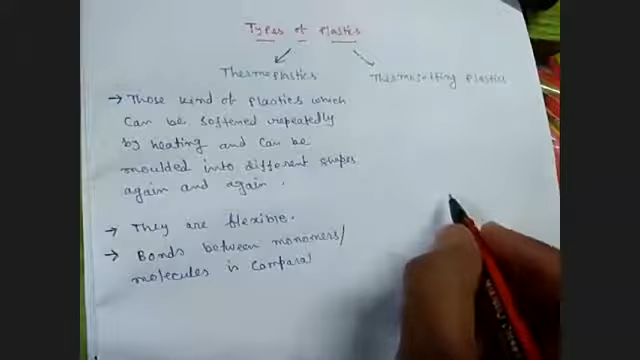 Types of Plastics
Thermoplastics
Thermosetting Plastics
→ Those kind of plastics which
can be softened repeatedly
by heating and can be
moulded into different shapes
again and again .
→ They are flexible.
→ Bonds between monomers/
molecules is compara